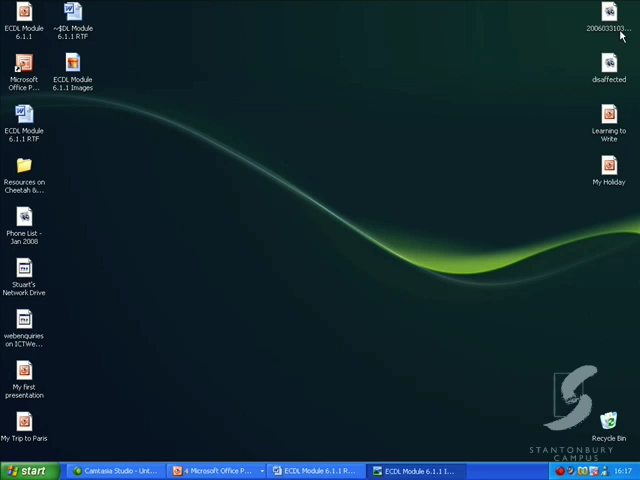 ECDL Module
6.1.1
~$DL Module
6.1.1 RTF
Microsoft
Office P...
ECDL Module
6.1.1 Images
ECDL Module
6.1.1 RTF
Resources on
Cheetah &...
Phone List -
Jan 2008
Stuart's
Network Drive
webenquiries
on ICTWe...
My first
presentation
My Trip to Paris
2006033103...
disaffected
Learning to
Write
My Holiday
Recycle Bin
STANTONBURY
CAMPUS
start
Camtasia Studio - Unt...
4 Microsoft Office P...
ECDL Module 6.1.1 R...
ECDL Module 6.1.1 I...
16:17